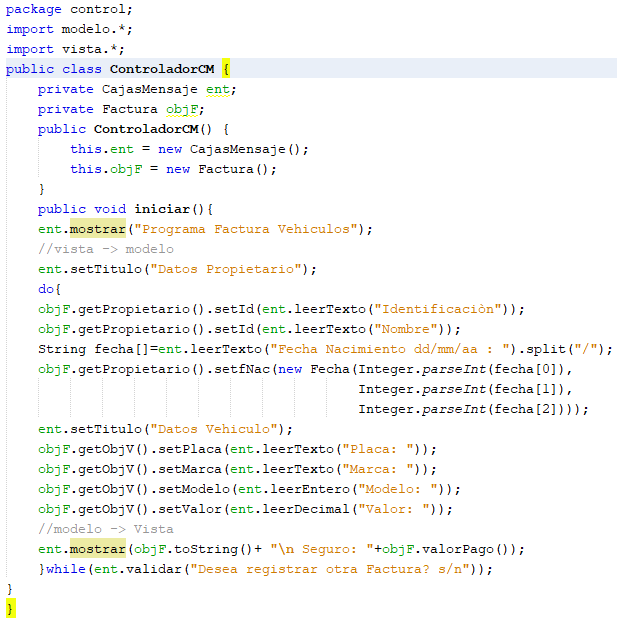 package control;
import modelo.*;
import vista.*;
public class ControladorCM {
    private CajasMensaje ent;
    private Factura objF;
    public ControladorCM() {
        this.ent = new CajasMensaje();
        this.objF = new Factura();
    }
    public void iniciar(){
    ent.mostrar("Programa Factura Vehiculos");
    //vista -> modelo
    ent.setTitulo("Datos Propietario");
    do{
    objF.getPropietario().setId(ent.leerTexto("Identificaciòn"));
    objF.getPropietario().setId(ent.leerTexto("Nombre"));
    String fecha[]=ent.leerTexto("Fecha Nacimiento dd/mm/aa : ").split("/");
    objF.getPropietario().setfNac(new Fecha(Integer.parseInt(fecha[0]),
                                            Integer.parseInt(fecha[1]),
                                            Integer.parseInt(fecha[2])));
    ent.setTitulo("Datos Vehiculo");
    objF.getObjV().setPlaca(ent.leerTexto("Placa: "));
    objF.getObjV().setMarca(ent.leerTexto("Marca: "));
    objF.getObjV().setModelo(ent.leerEntero("Modelo: "));
    objF.getObjV().setValor(ent.leerDecimal("Valor: "));
    //modelo -> Vista
    ent.mostrar(objF.toString()+ "\n Seguro: "+objF.valorPago());
    }while(ent.validar("Desea registrar otra Factura? s/n"));
}
}